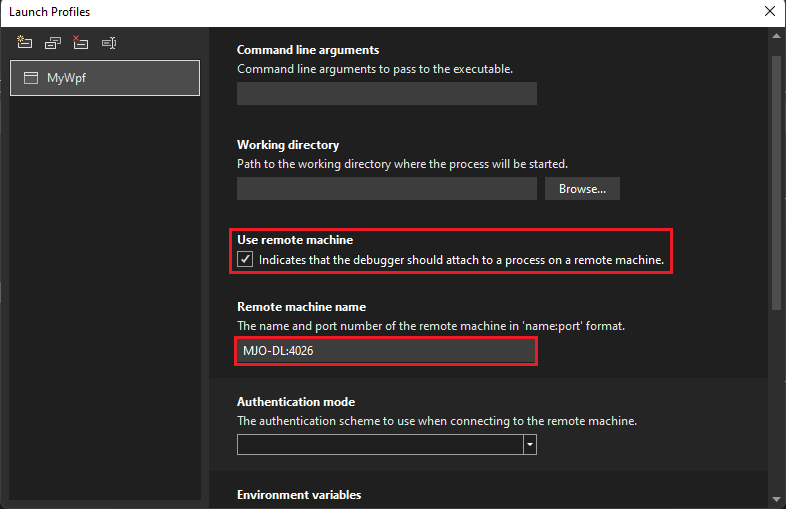 Launch Profiles
MyWpf
Command line arguments
Command line arguments to pass to the executable.
Working directory
Path to the working directory where the process will be started.
Browse...
Use remote machine
Indicates that the debugger should attach to a process on a remote machine.
Remote machine name
The name and port number of the remote machine in 'name:port' format.
MJO-DL:4026
Authentication mode
The authentication scheme to use when connecting to the remote machine.
Environment variables